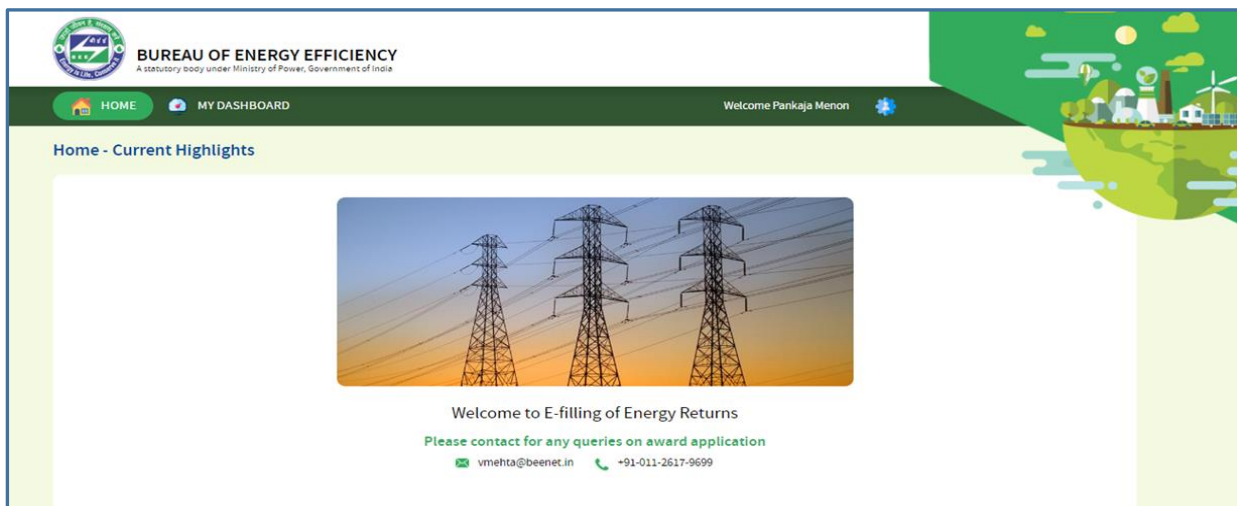 BUREAU OF ENERGY EFFICIENCY
A statutory body under Ministry of Power, Government of India
HOME
MY DASHBOARD
Welcome Pankaja Menon
Home - Current Highlights
Welcome to E-filling of Energy Returns
Please contact for any queries on award application
vmehta@beenet.in +91-011-2617-9699